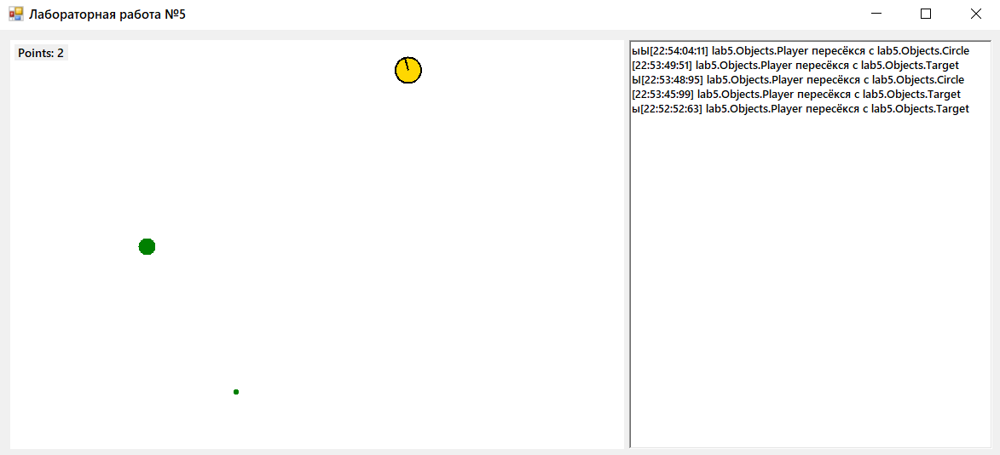 Лабораторная работа №5
Points: 2
ыЫ[22:54:04:11] lab5.Objects.Player пересёкся с lab5.Objects.Circle
[22:53:49:51] lab5.Objects.Player пересёкся с lab5.Objects.Target
Ы[22:53:48:95] lab5.Objects.Player пересёкся с lab5.Objects.Circle
[22:53:45:99] lab5.Objects.Player пересёкся с lab5.Objects.Target
ы[22:52:52:63] lab5.Objects.Player пересёкся с lab5.Objects.Target